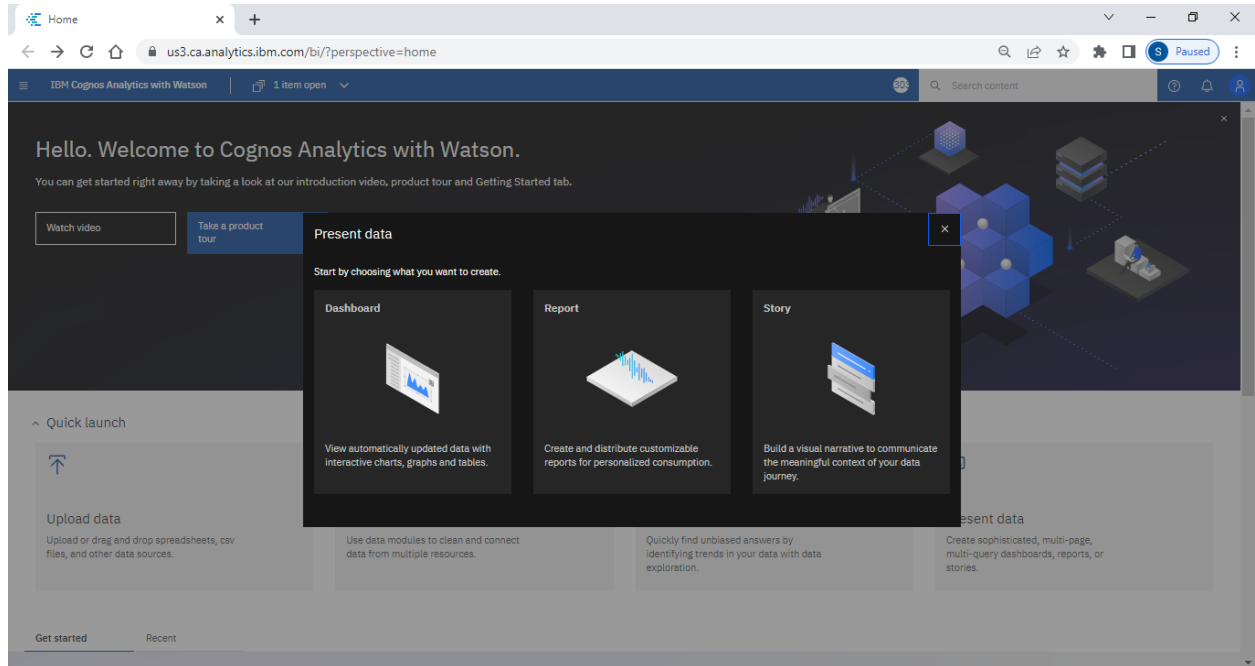 Home
us3.ca.analytics.ibm.com/bi/?perspective=home
S Paused
IBM Cognos Analytics with Watson
1 item open
303
Search content
Hello. Welcome to Cognos Analytics with Watson.
You can get started right away by taking a look at our introduction video, product tour and Getting Started tab.
Watch video
Take a product
tour
Present data
Start by choosing what you want to create.
Dashboard
View automatically updated data with
interactive charts, graphs and tables.
Report
Create and distribute customizable
reports for personalized consumption.
Story
Build a visual narrative to communicate
the meaningful context of your data
journey.
Quick launch
Upload data
Upload or drag and drop spreadsheets, csv
files, and other data sources.
Use data modules to clean and connect
data from multiple resources.
Quickly find unbiased
answers by
identifying trends in your data with data
exploration.
esent data
Create sophisticated, multi-page,
multi-query dashboards, reports, or
stories.
Get started
Recent